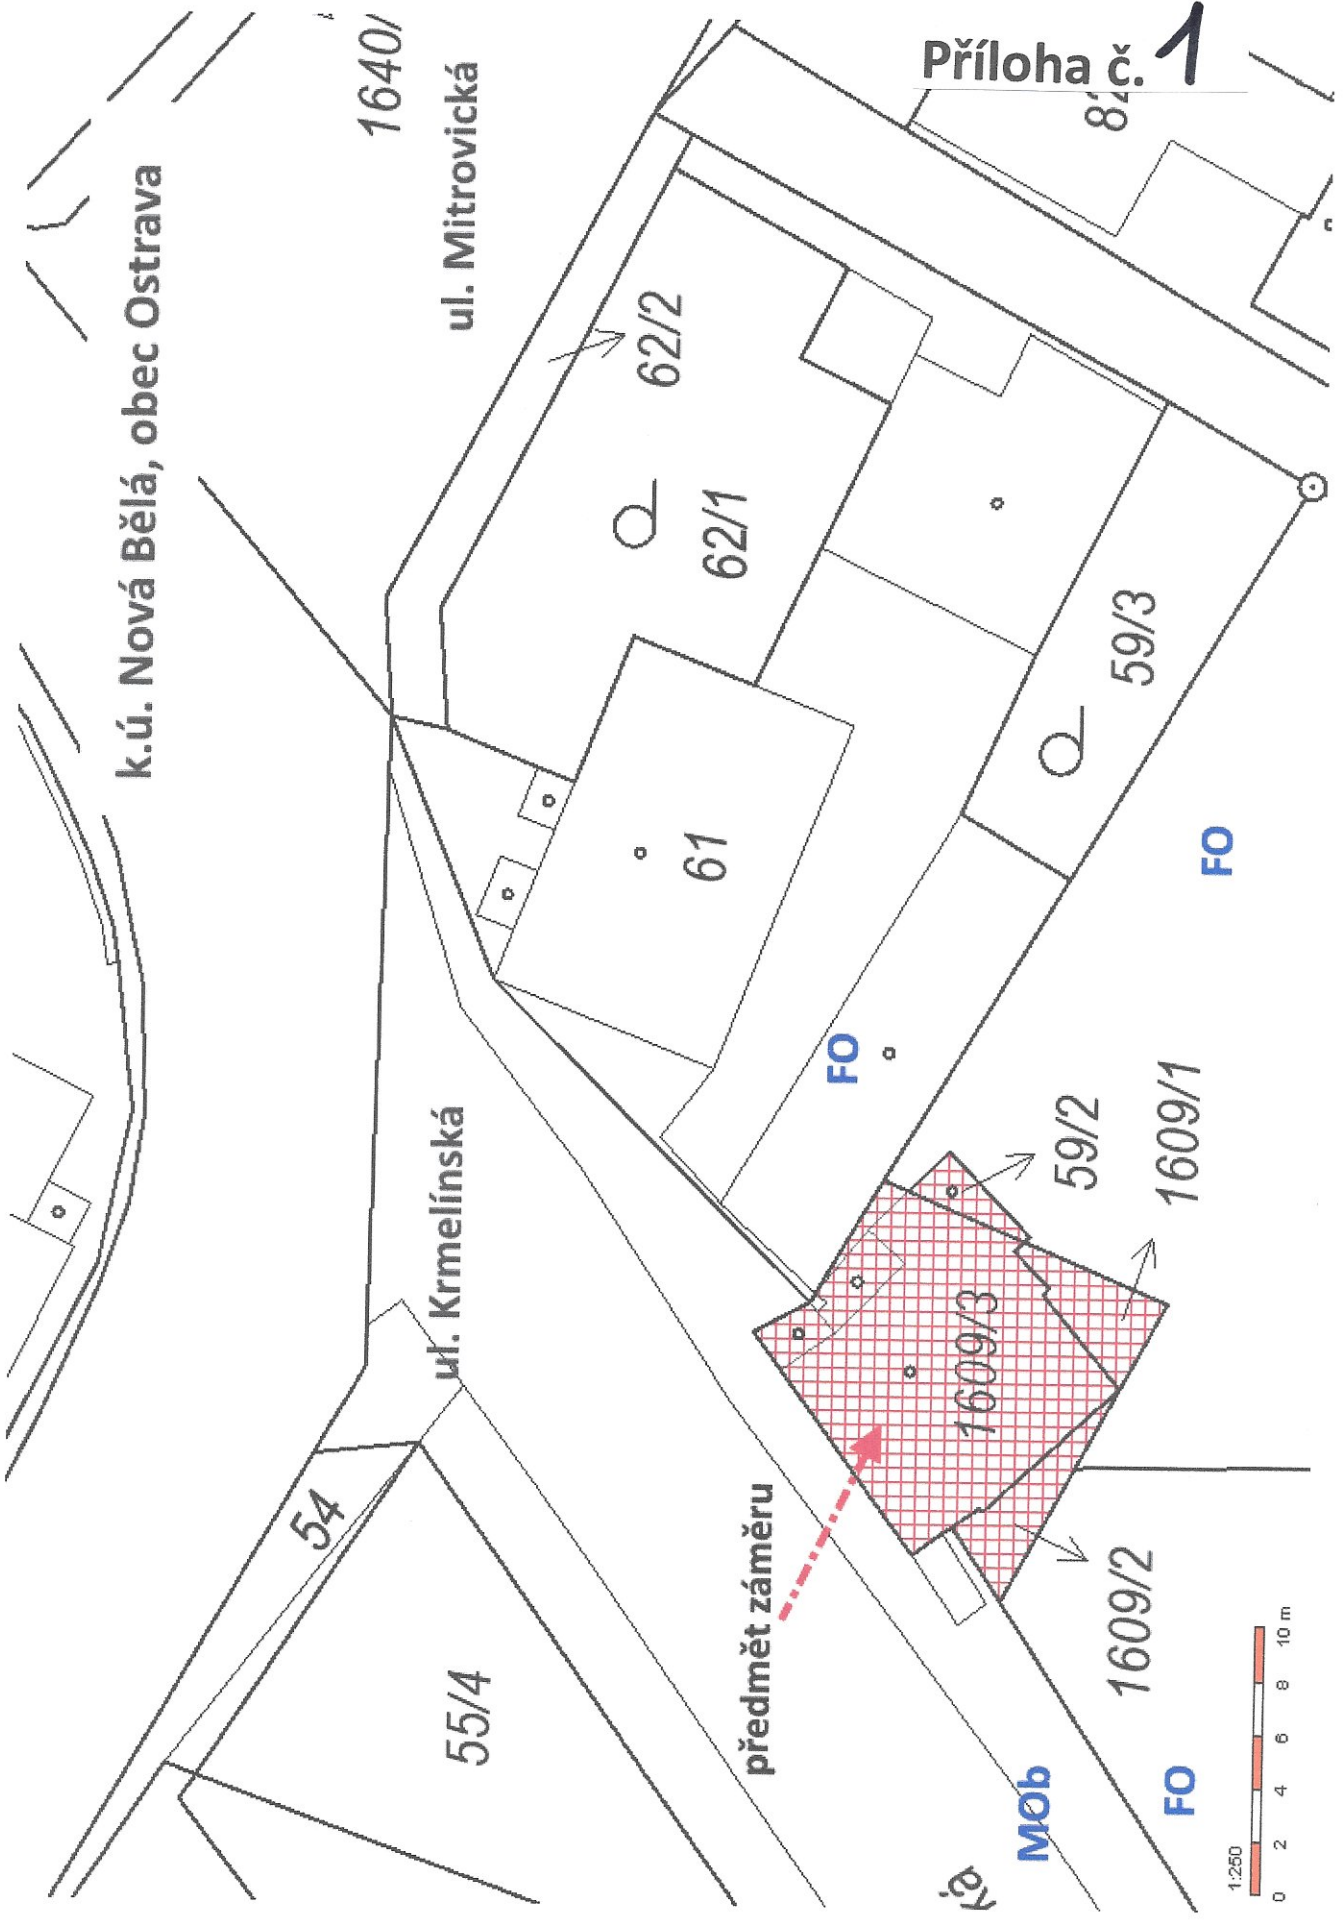 Příloha č. 1
k.ú. Nová Bělá, obec Ostrava
1640/
ul. Mitrovická
62/2
62/1
59/3
61
FO
FO
ul. Krmelínská
59/2
1609/1
1609/3
54
předmět záměru
1609/2
55/4
MOb
FO
ká
1:250
0 2 4 6 8 10 m